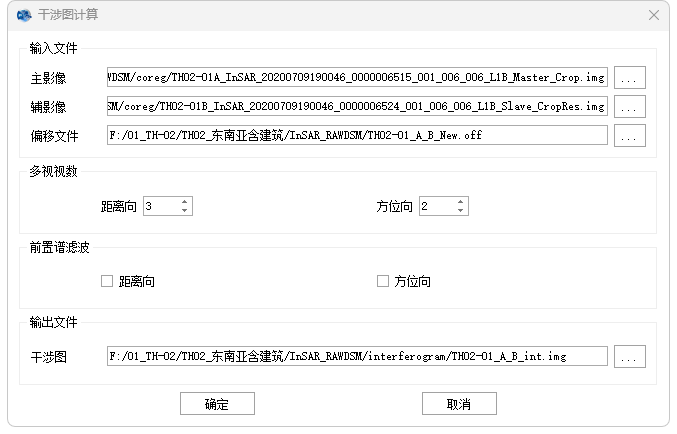 干涉图计算
输入文件
主影像 WDSM/coreg/TH02-01A_InSAR_20200709190046_0000006515_001_006_006_L1B_Master_Crop.img ...
辅影像 SM/coreg/TH02-01B_InSAR_20200709190046_0000006524_001_006_006_L1B_Slave_CropRes.img ...
偏移文件 F:/01_TH-02/TH02_东南亚含建筑/InSAR_RAWDSM/TH02-01_A_B_New.off ...
多视视数
距离向 3 方位向 2
前置谱滤波
距离向 方位向
输出文件
干涉图 F:/01_TH-02/TH02_东南亚含建筑/InSAR_RAWDSM/interferogram/TH02-01_A_B_int.img ...
确定 取消